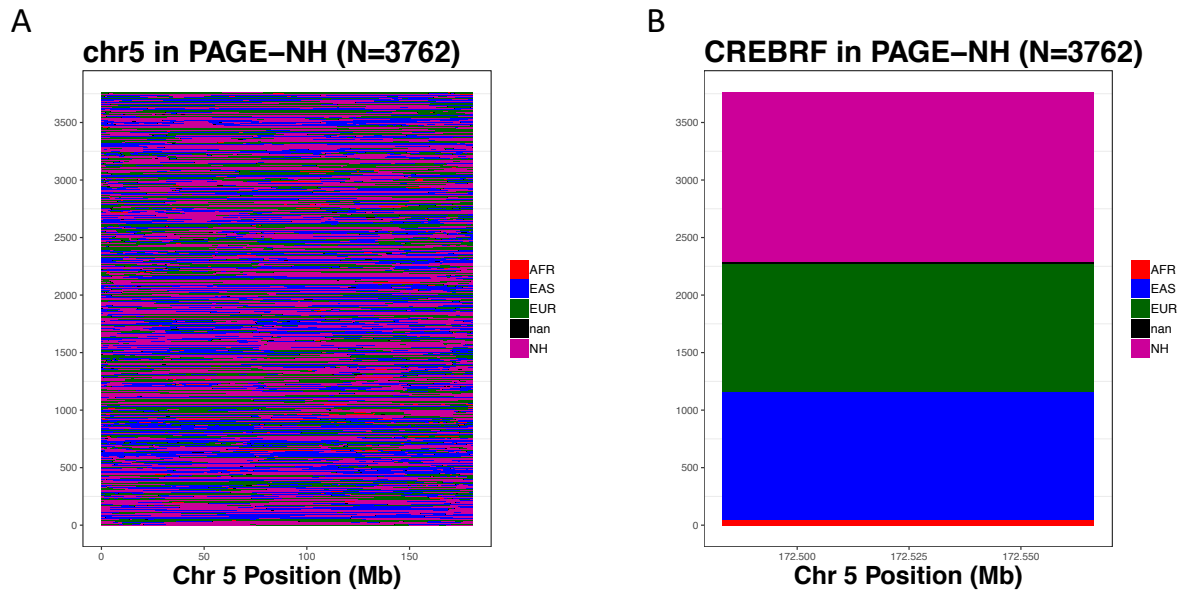 A
chr5 in PAGE−NH (N=3762)
3500
3000
2500
2000
1500
1000
500
0
0 50 100 150
Chr 5 Position (Mb)
AFR
EAS
EUR
nan
NH
B
CREBRF in PAGE−NH (N=3762)
3500
3000
2500
2000
1500
1000
500
0
172.500 172.525 172.550
Chr 5 Position (Mb)
AFR
EAS
EUR
nan
NH